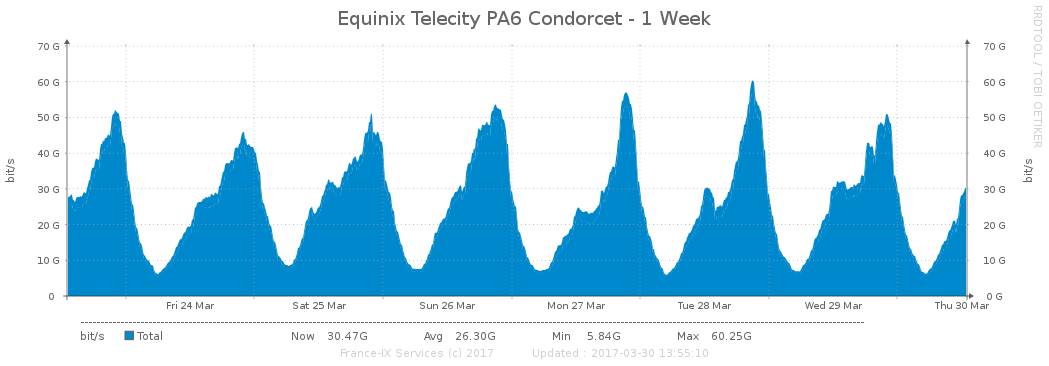 Equinix Telecity PA6 Condorcet - 1 Week
RRDTOOL / TOBI OETIKER
70 G 70 G
60 G 60 G
50 G 50 G
40 G 40 G
30 G 30 G
20 G 20 G
10 G 10 G
0 0 G
bit/s
bit/s
Fri 24 Mar Sat 25 Mar Sun 26 Mar Mon 27 Mar Tue 28 Mar Wed 29 Mar Thu 30 Mar
bit/s Total Now 30.47G Avg 26.30G Min 5.84G Max 60.25G
France-IX Services (c) 2017 Updated : 2017-03-30 13:55:10